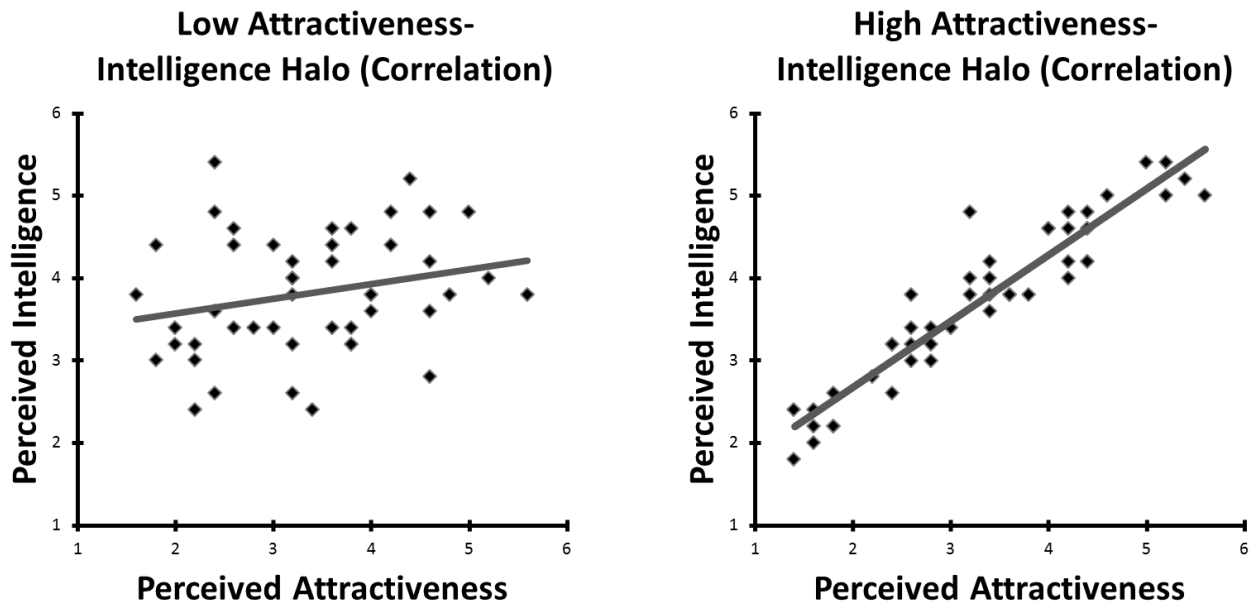 Low Attractiveness-
Intelligence Halo (Correlation)
6
5
4
3
2
1
Perceived Intelligence
1 2 3 4 5 6
Perceived Attractiveness
High Attractiveness-
Intelligence Halo (Correlation)
6
5
4
3
2
1
Perceived Intelligence
1 2 3 4 5 6
Perceived Attractiveness